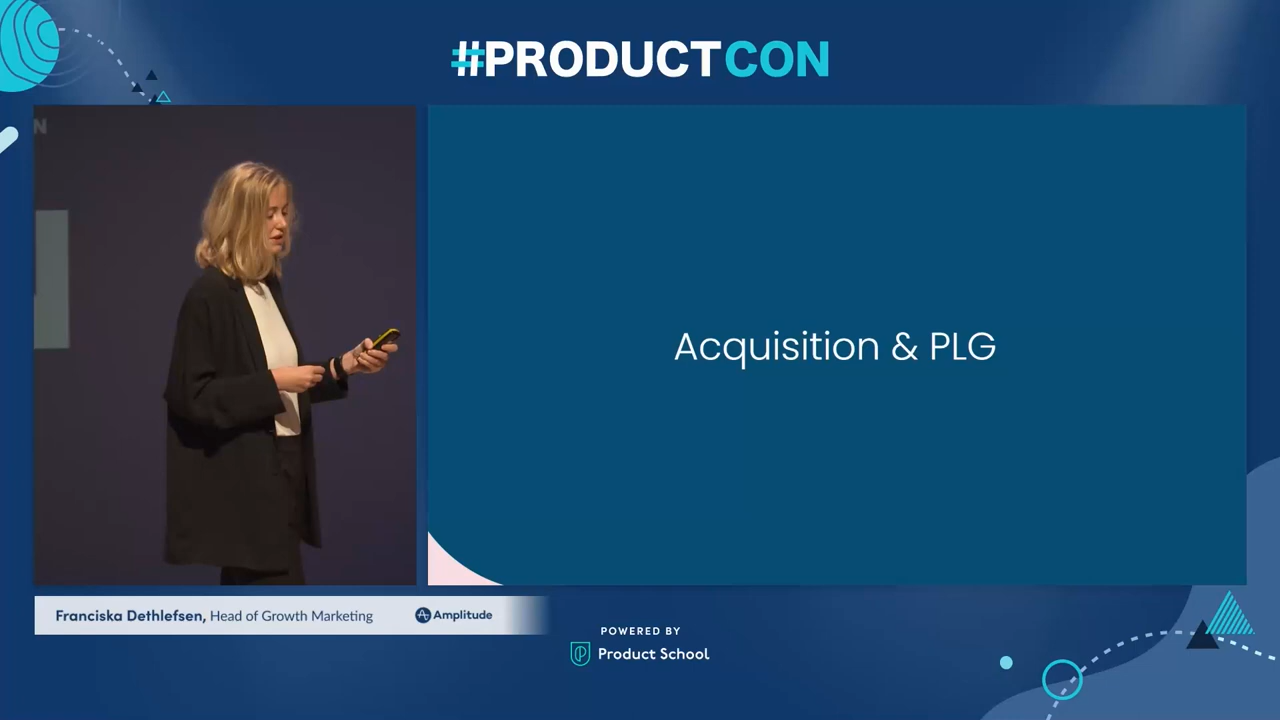 #PRODUCTCON
N
Acquisition & PLG
Franciska Dethlefsen, Head of Growth Marketing
Amplitude
POWERED BY
Product School